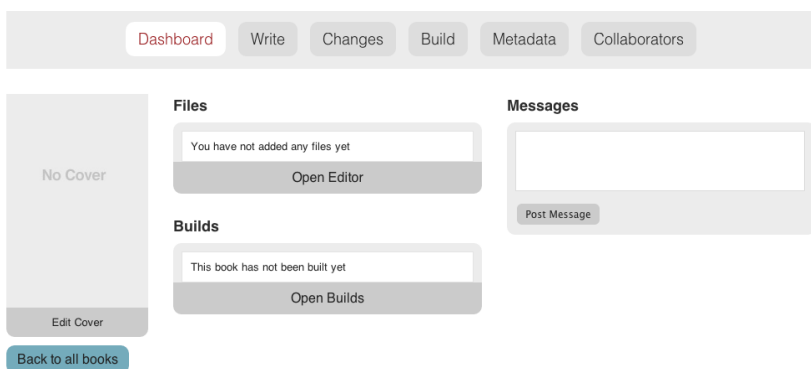 Dashboard Write Changes Build Metadata Collaborators
No Cover
Edit Cover
Back to all books
Files
You have not added any files yet
Open Editor
Builds
This book has not been built yet
Open Builds
Messages
Post Message